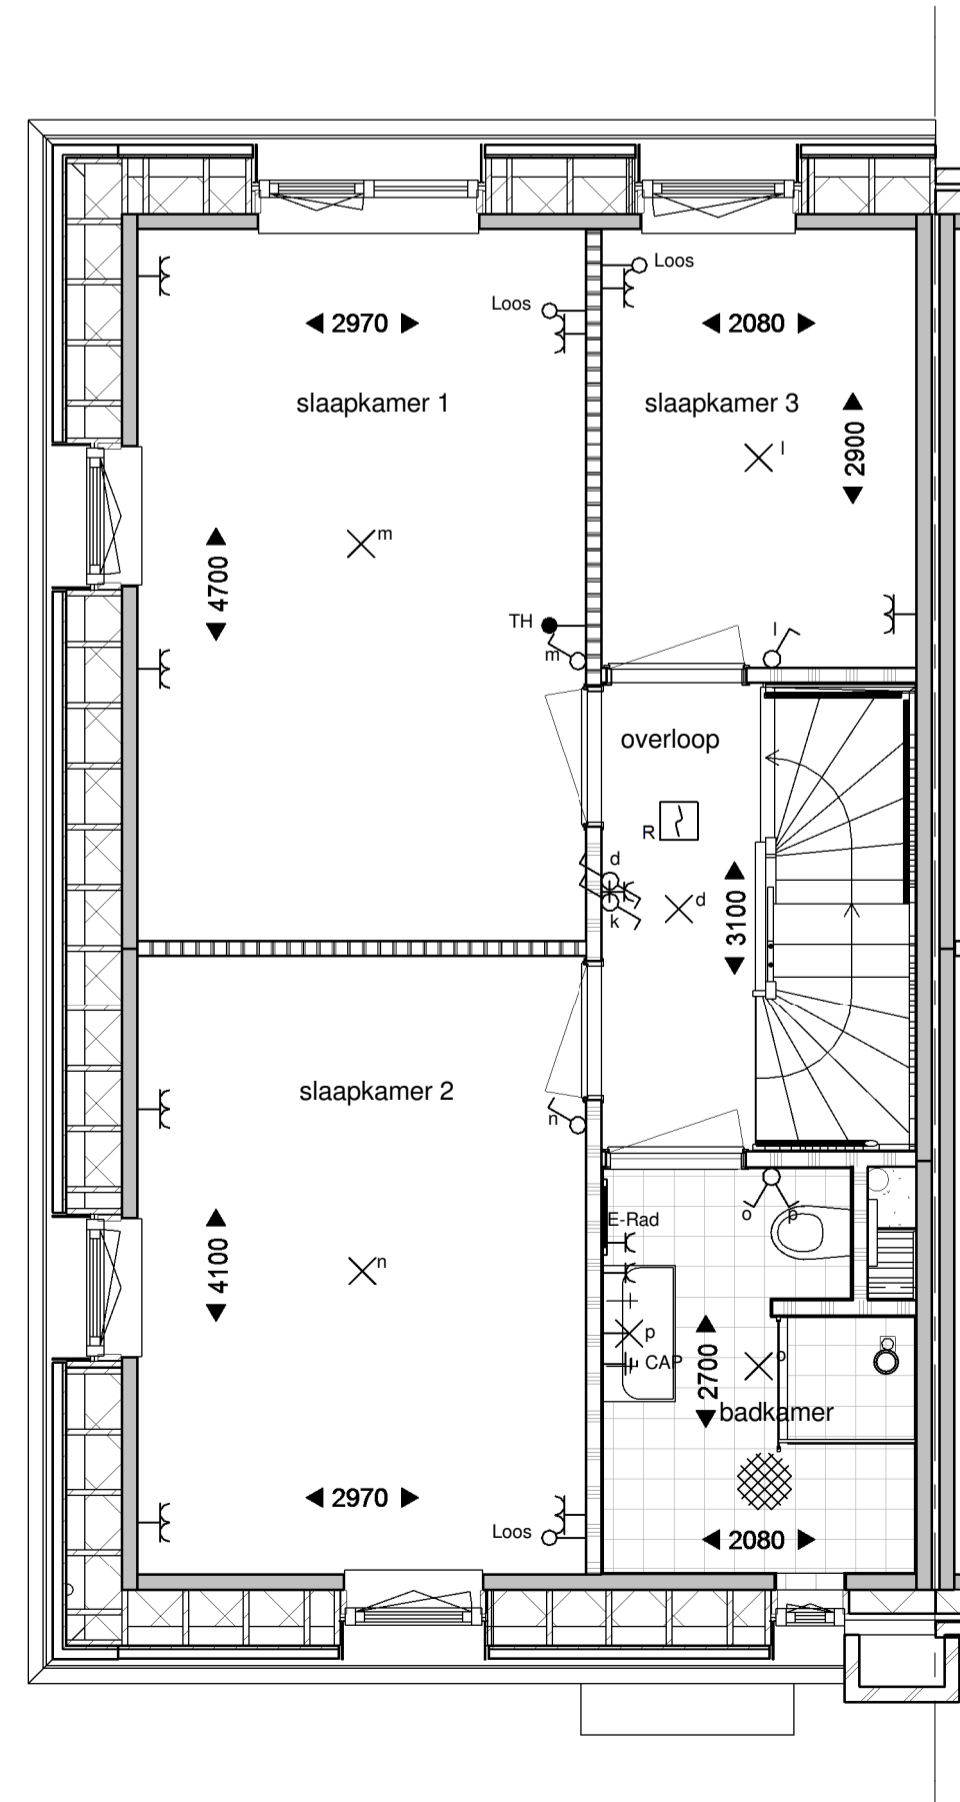 Loos
Loos
2970
2080
slaapkamer 1
slaapkamer 3
l
2900
m
4700
TH
m
l
overloop
R
d
d
k
3100
slaapkamer 2
n
o
p
E-Rad
4100
n
p
CAP
o
2700
badkamer
2970
Loos
2080